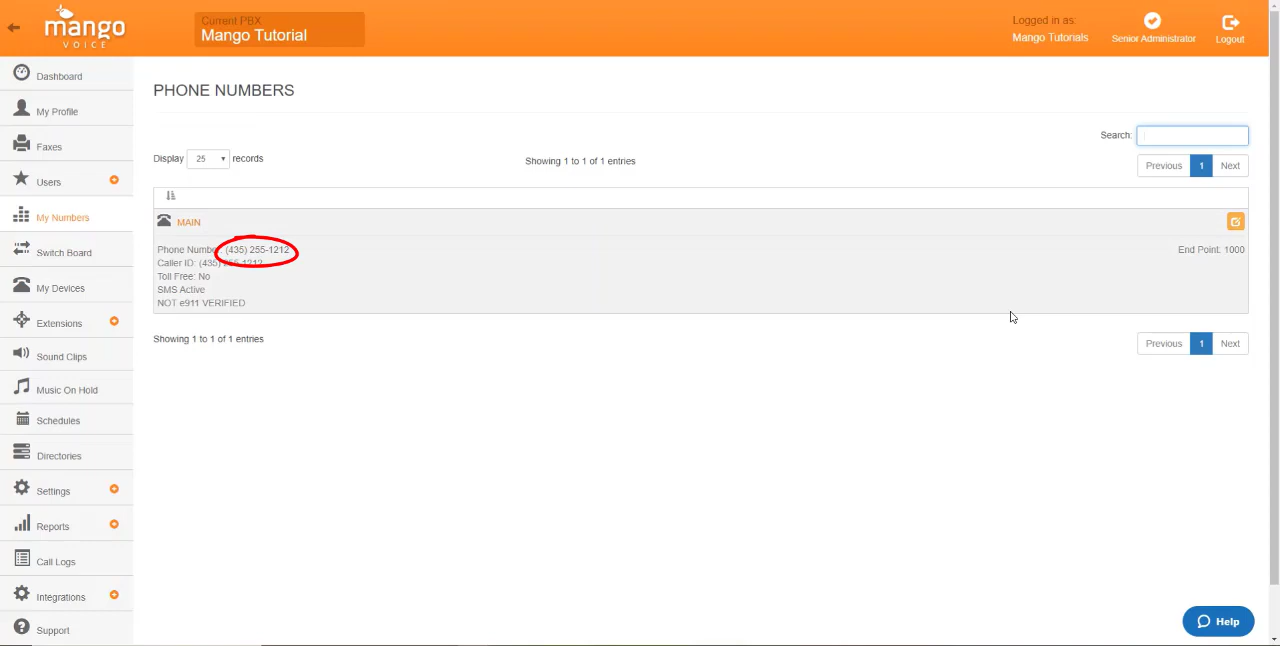 mango
VOICE
Current PBX
Mango Tutorial
Logged in as:
Mango Tutorials
Senior Administrator
Logout
Dashboard
My Profile
Faxes
Users
My Numbers
Switch Board
My Devices
Extensions
Sound Clips
Music On Hold
Schedules
Directories
Settings
Reports
Call Logs
Integrations
Support
PHONE NUMBERS
Search:
Display 25 records
Showing 1 to 1 of 1 entries
Previous 1 Next
MAIN
Phone Number: (435) 255-1212
End Point: 1000
Caller ID: (435) 255-1212
Toll Free: No
SMS Active
NOT e911 VERIFIED
Showing 1 to 1 of 1 entries
Previous 1 Next
Help